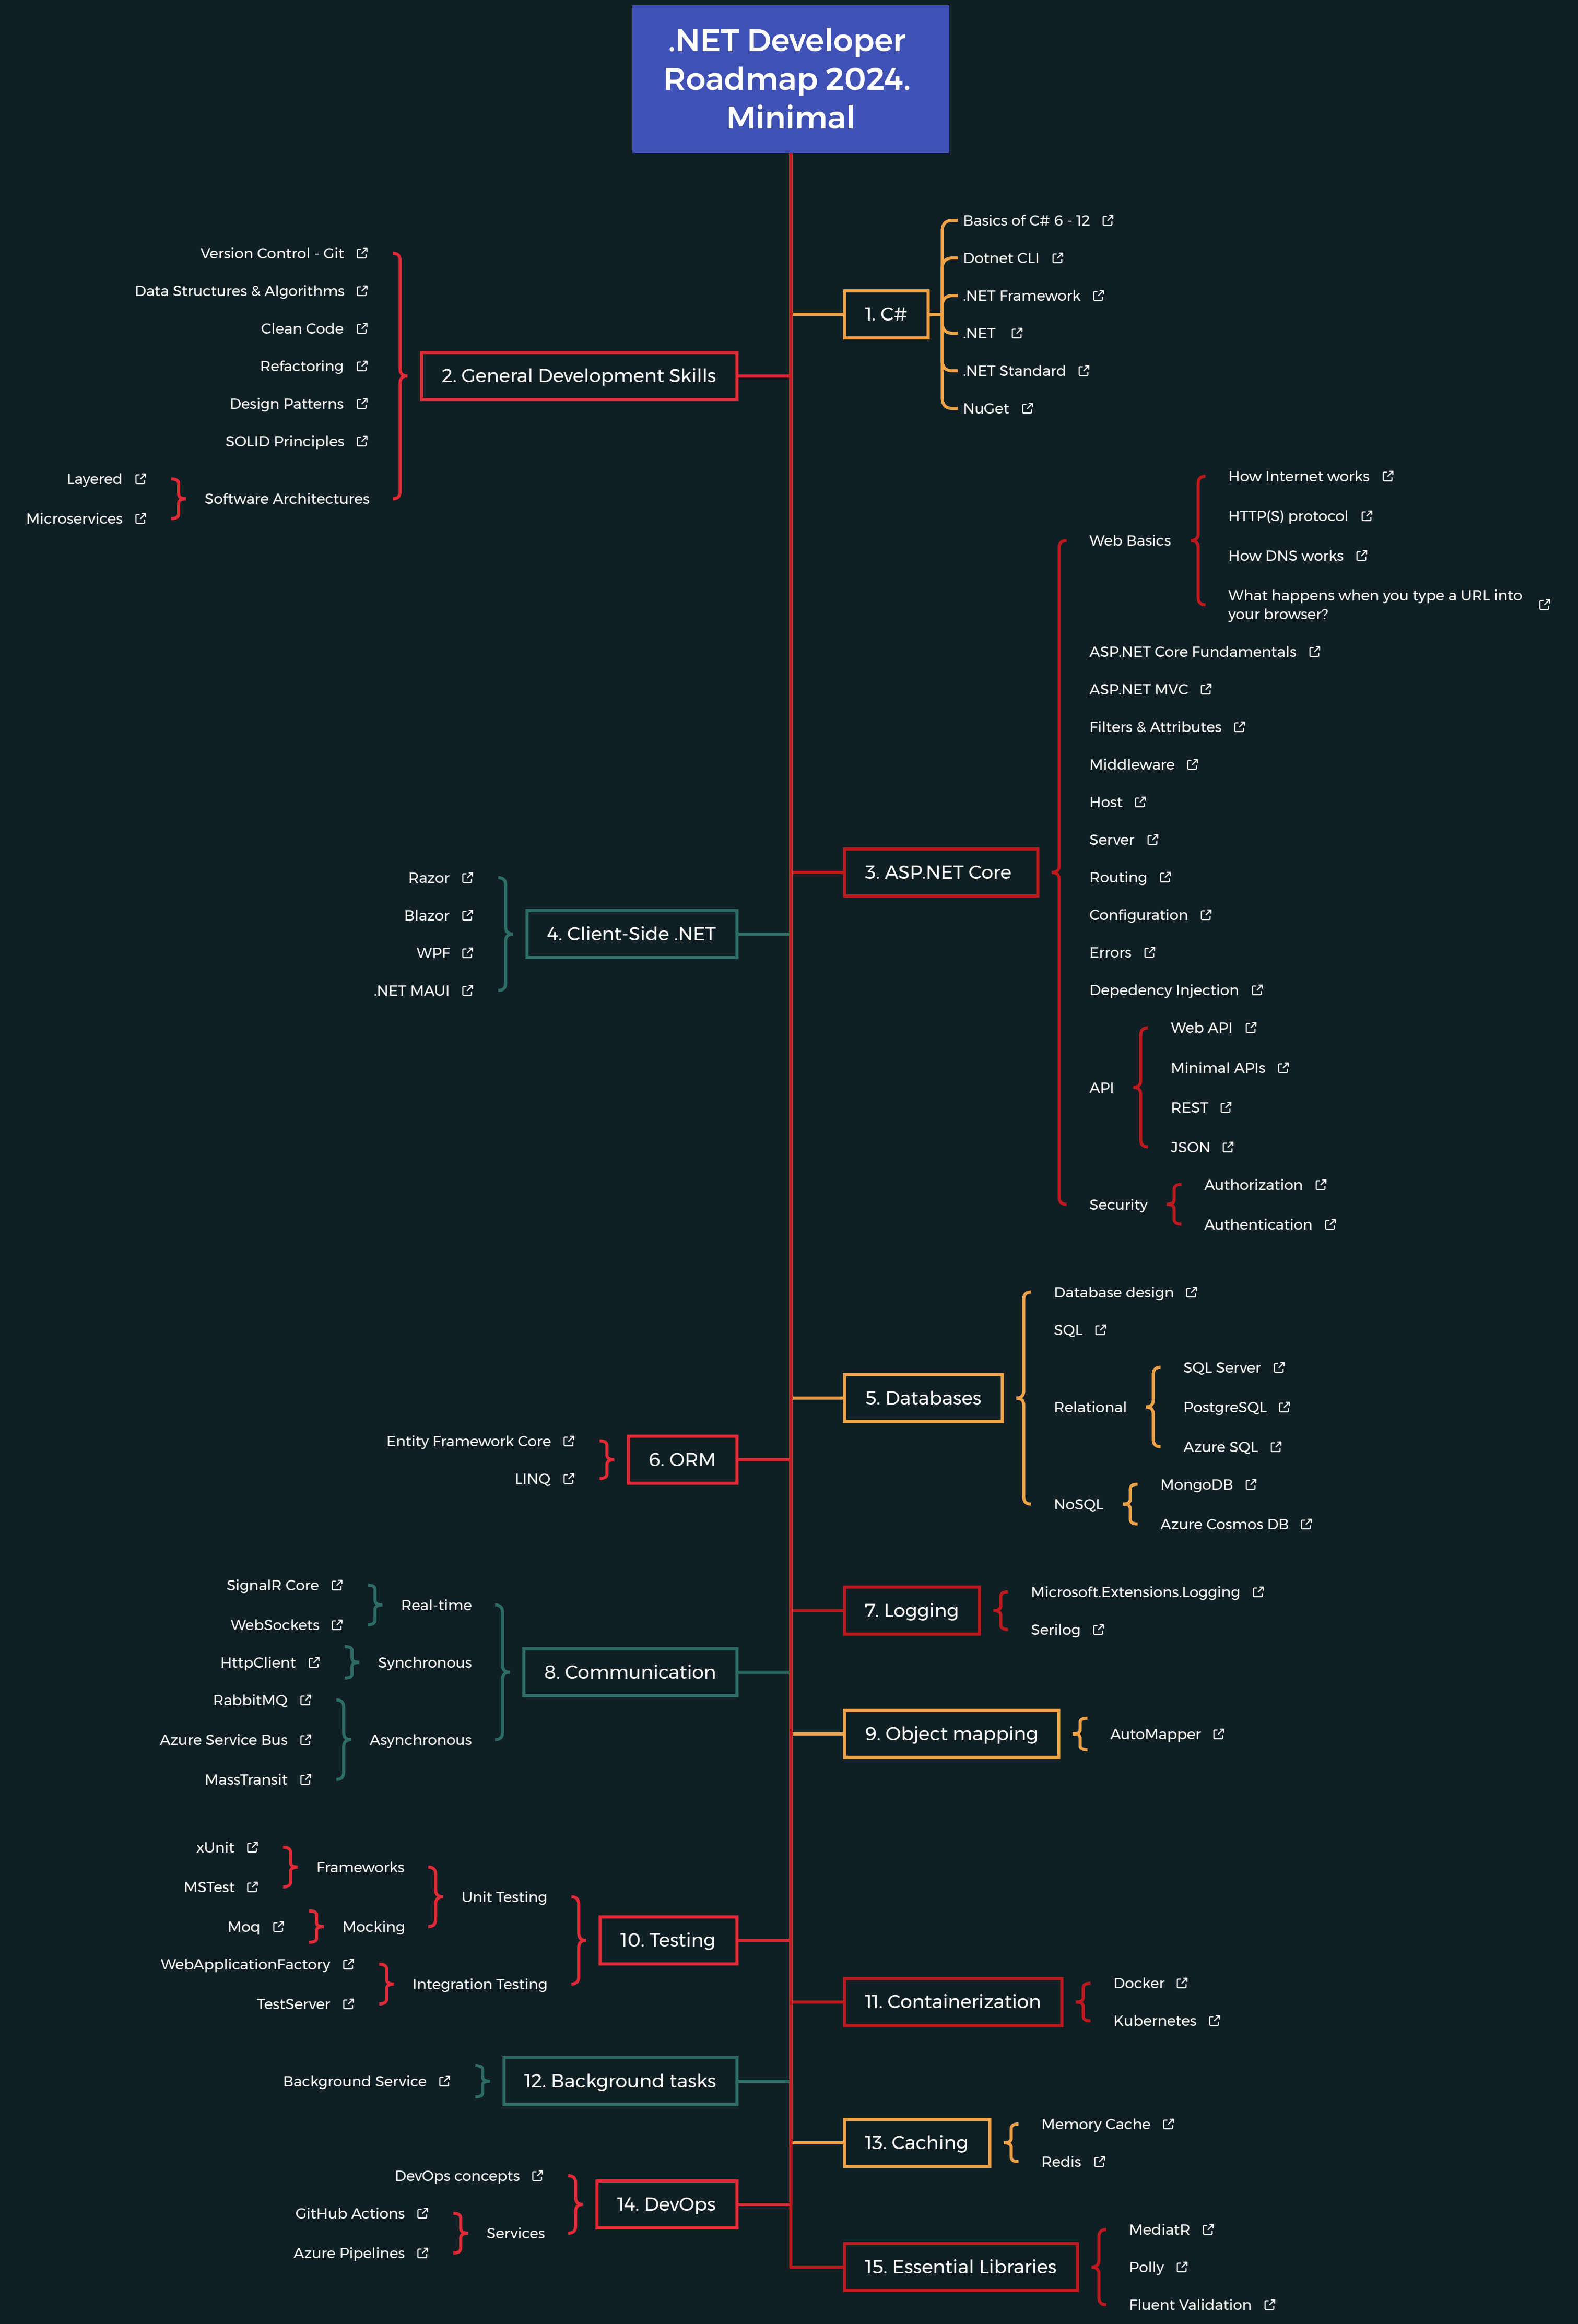 .NET Developer
Roadmap 2024.
Minimal
1. C#
Basics of C# 6 - 12
Dotnet CLI
.NET Framework
.NET
.NET Standard
NuGet
2. General Development Skills
Version Control - Git
Data Structures & Algorithms
Clean Code
Refactoring
Design Patterns
SOLID Principles
Software Architectures
Layered
Microservices
3. ASP.NET Core
Web Basics
How Internet works
HTTP(S) protocol
How DNS works
What happens when you type a URL into
your browser?
ASP.NET Core Fundamentals
ASP.NET MVC
Filters & Attributes
Middleware
Host
Server
Routing
Configuration
Errors
Depedency Injection
API
Web API
Minimal APIs
REST
JSON
Security
Authorization
Authentication
4. Client-Side .NET
Razor
Blazor
WPF
.NET MAUI
5. Databases
Database design
SQL
Relational
SQL Server
PostgreSQL
Azure SQL
NoSQL
MongoDB
Azure Cosmos DB
6. ORM
Entity Framework Core
LINQ
7. Logging
Microsoft.Extensions.Logging
Serilog
8. Communication
Real-time
SignalR Core
WebSockets
Synchronous
HttpClient
Asynchronous
RabbitMQ
Azure Service Bus
MassTransit
9. Object mapping
AutoMapper
10. Testing
Unit Testing
Frameworks
xUnit
MSTest
Mocking
Moq
Integration Testing
WebApplicationFactory
TestServer
11. Containerization
Docker
Kubernetes
12. Background tasks
Background Service
13. Caching
Memory Cache
Redis
14. DevOps
DevOps concepts
Services
GitHub Actions
Azure Pipelines
15. Essential Libraries
MediatR
Polly
Fluent Validation